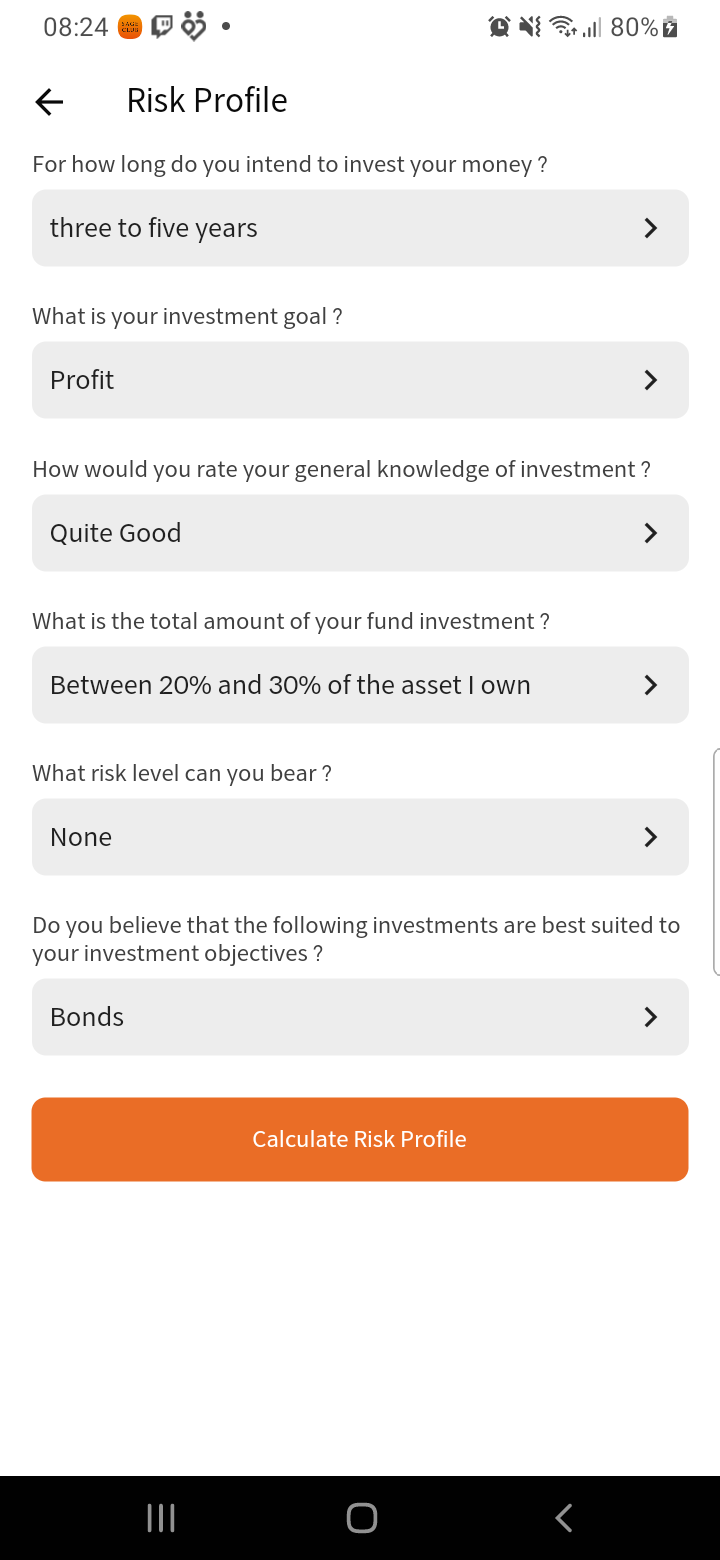 08:24
80%
Risk Profile
For how long do you intend to invest your money ?
three to five years
What is your investment goal ?
Profit
How would you rate your general knowledge of investment ?
Quite Good
What is the total amount of your fund investment ?
Between 20% and 30% of the asset I own
What risk level can you bear ?
None
Do you believe that the following investments are best suited to
your investment objectives ?
Bonds
Calculate Risk Profile